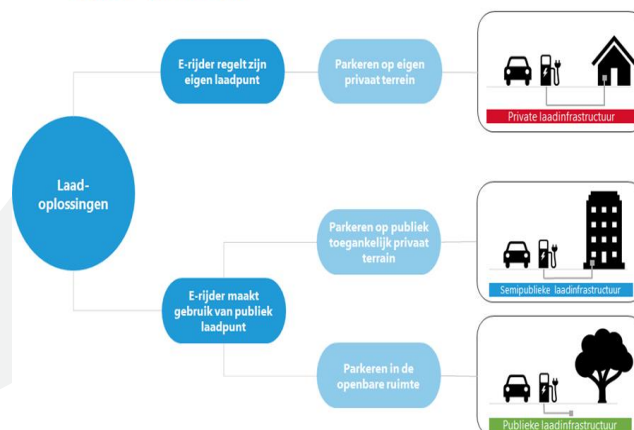 E-rijder regelt zijn
eigen laadpunt
Parkeren op eigen
privaat terrein
Private laadinfrastructuur
Laad-
oplossingen
Parkeren op publiek
toegankelijk privaat
terrain
Semipublieke laadinfrastructuur
E-rijder maakt
gebruik van publiek
laadpunt
Parkeren in de
openbare ruimte
Publieke laadinfrastructuur